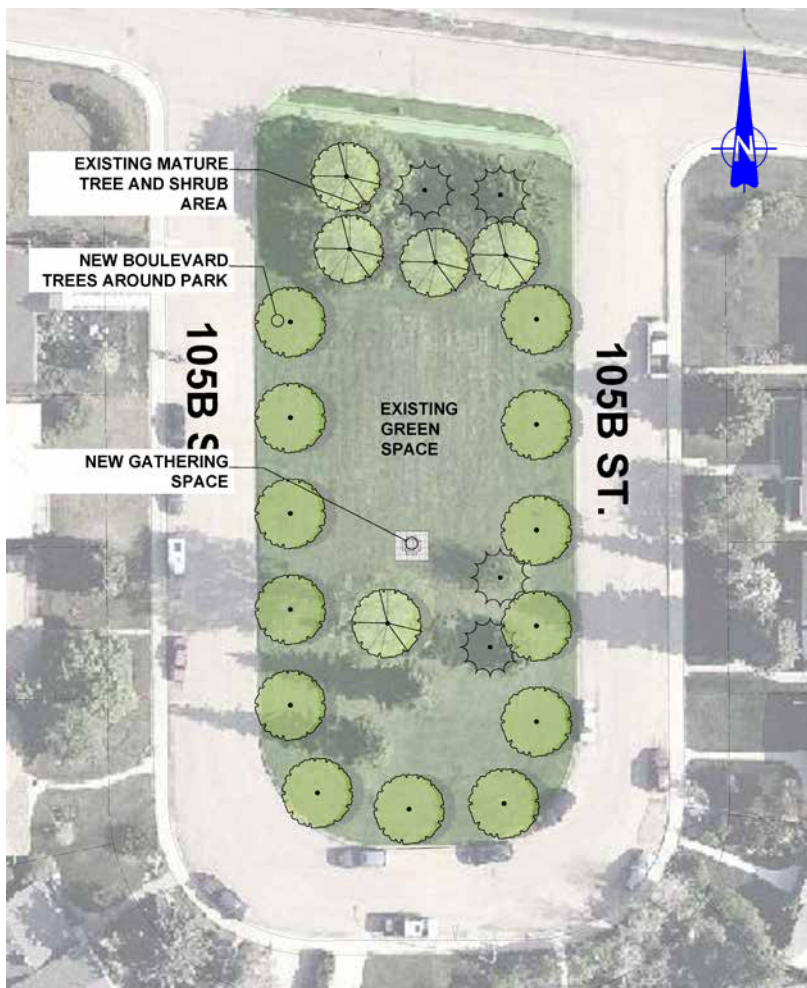 N
EXISTING MATURE
TREE AND SHRUB
AREA
NEW BOULEVARD
TREES AROUND PARK
105B S
105B ST.
EXISTING
GREEN
SPACE
NEW GATHERING
SPACE